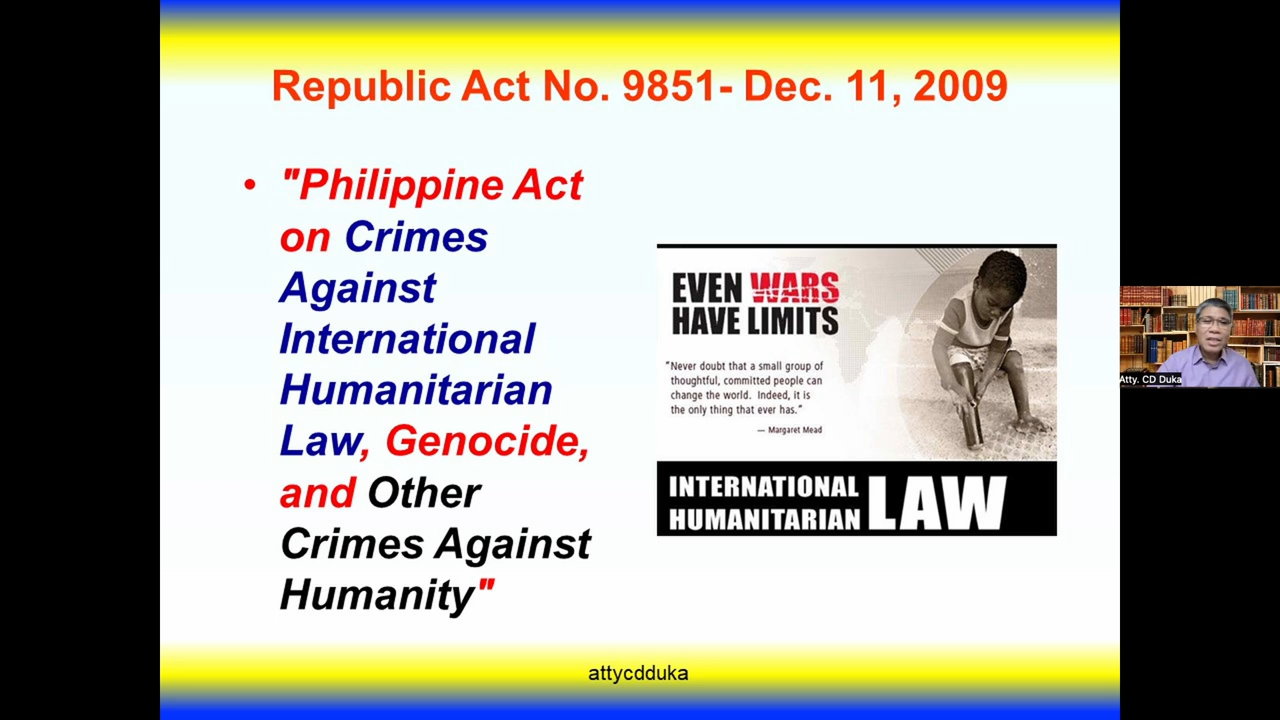 Republic Act No. 9851- Dec. 11, 2009
• "Philippine Act
on Crimes
Against
International
Humanitarian
Law, Genocide,
and Other
Crimes Against
Humanity"
EVEN WARS
HAVE LIMITS
"Never doubt that a small group of
thoughtful, committed people can
change the world. Indeed, it is
the only thing that ever has."
— Margaret Mead
INTERNATIONAL
HUMANITARIAN LAW
Atty. CD Duka
attycdduka